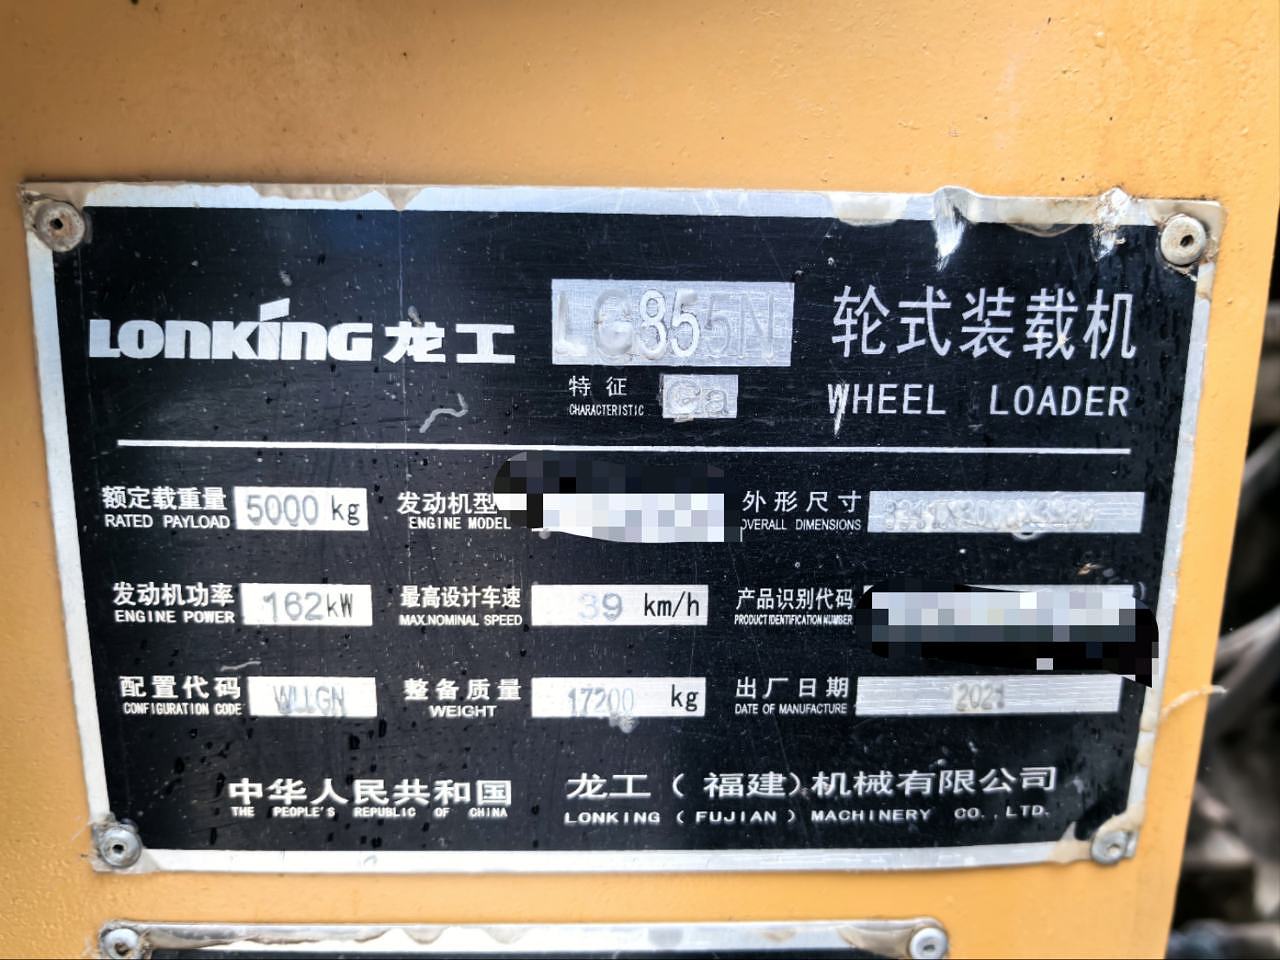 LONKING 龙工 LG855N 轮式装载机
特征 Ca
CHARACTERISTIC
WHEEL LOADER
额定载重量 5000 kg 发动机型 外形尺寸
RATED PAYLOAD ENGINE MODEL OVERALL DIMENSIONS
发动机功率 162kW 最高设计车速 39 km/h 产品识别代码
ENGINE POWER MAX.NOMINAL SPEED PRODUCT IDENTIFICATION NUMBER
配置代码 WLLGN 整备质量 17200 kg 出厂日期 2021
CONFIGURATION CODE WEIGHT DATE OF MANUFACTURE
中华人民共和国 龙工（福建）机械有限公司
THE PEOPLE'S REPUBLIC OF CHINA LONKING ( FUJIAN ) MACHINERY CO.,LTD.